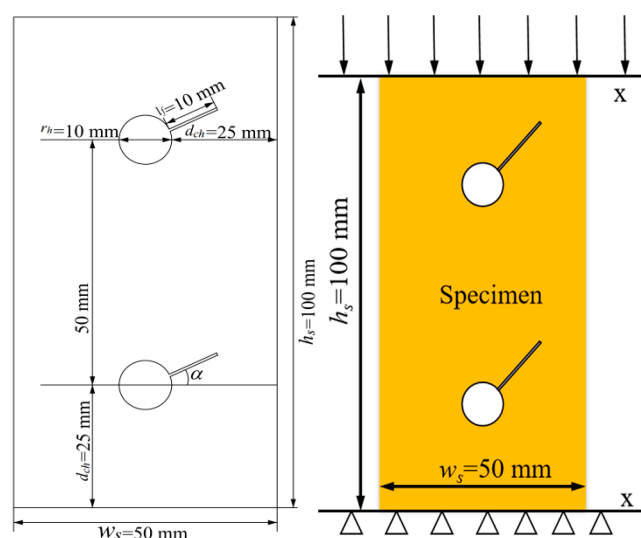 l_f=10 mm
r_h=10 mm
d_ch=25 mm
50 mm
h_s=100 mm
α
d_ch=25 mm
w_s=50 mm
x
h_s=100 mm
Specimen
w_s=50 mm
x